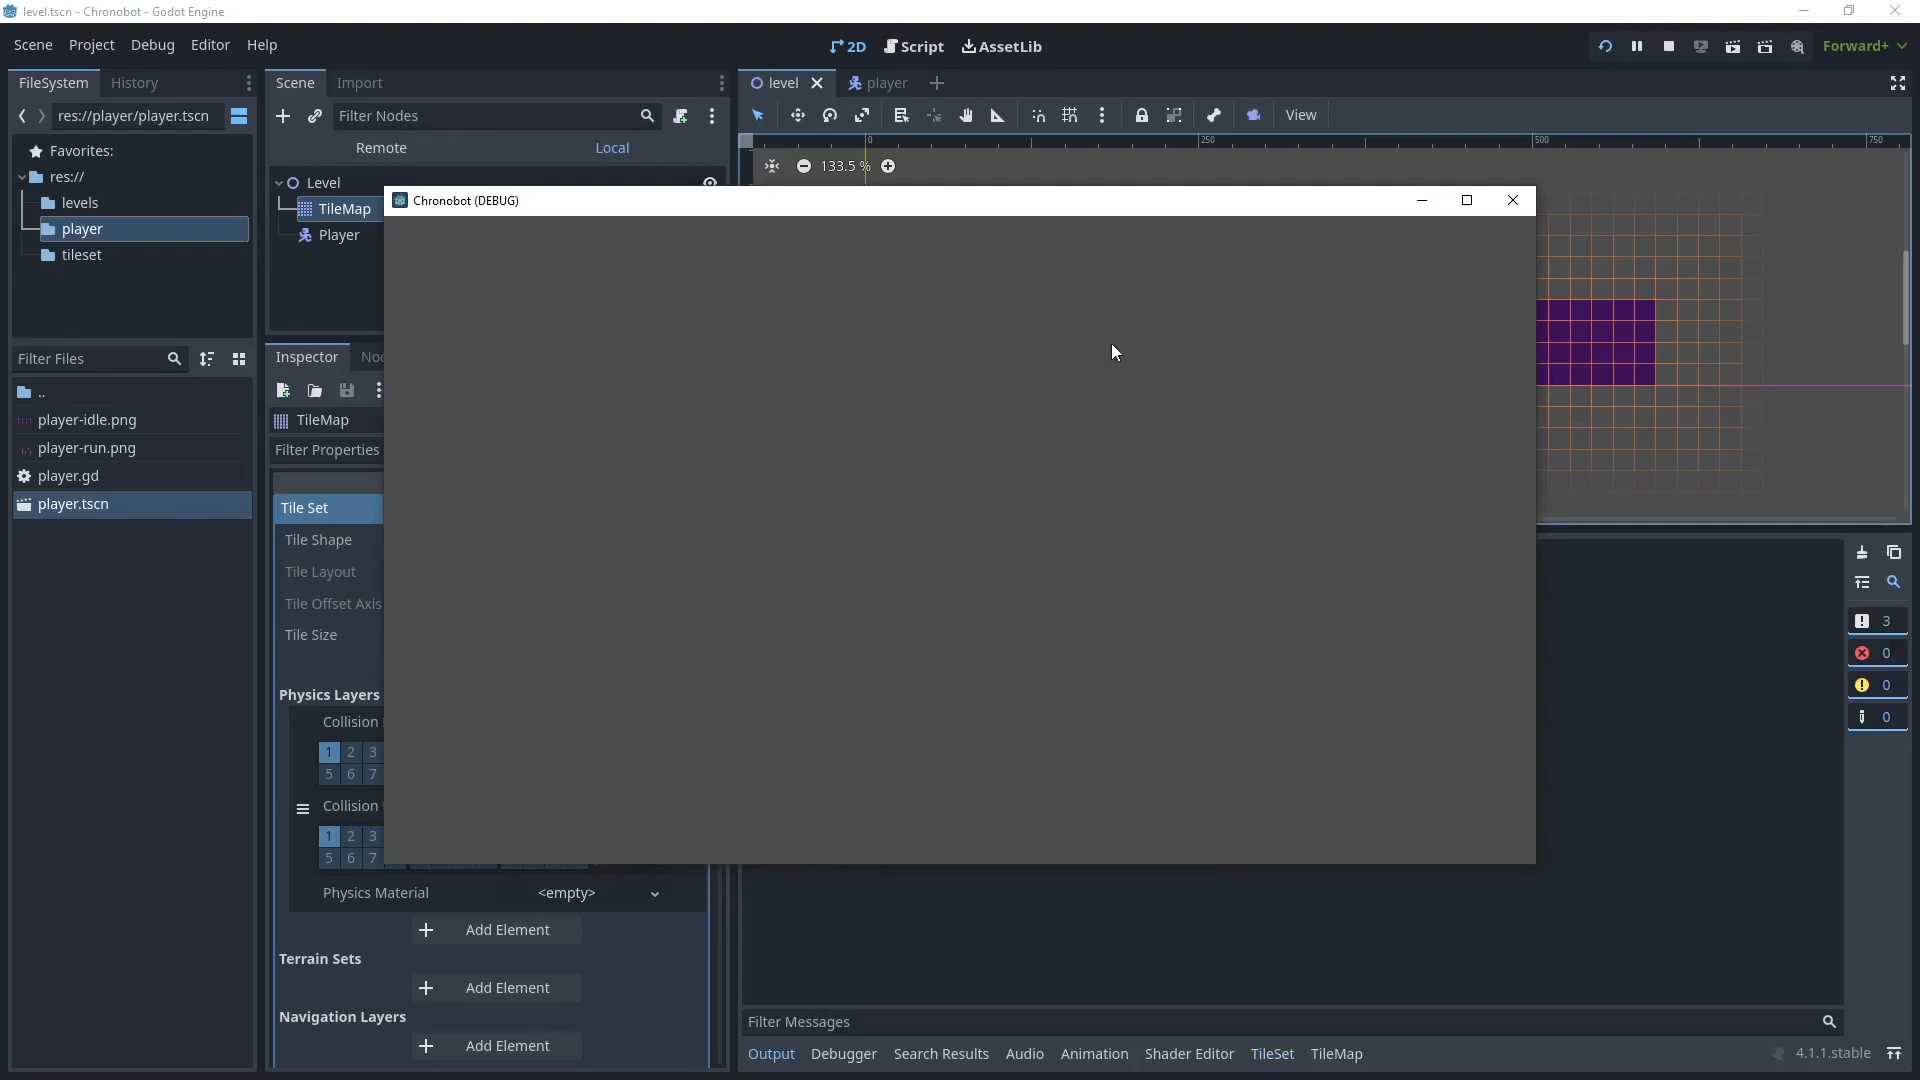 level.tscn - Chronobot - Godot Engine
Scene Project Debug Editor Help
2D Script AssetLib
Forward+
FileSystem History
Scene Import
level player
res://player/player.tscn
Filter Nodes
View
Remote Local
0 250 500 750
133.5 %
Favorites:
res://
levels
player
tileset
Level
TileMap
Player
Chronobot (DEBUG)
Filter Files
..
player-idle.png
player-run.png
player.gd
player.tscn
Inspector
TileMap
Filter Properties
Tile Set
Tile Shape
Tile Layout
Tile Offset Axis
Tile Size
Physics Layers
Collision
1 2 3
5 6 7
Collision
1 2 3
5 6 7
Physics Material <empty>
Add Element
Terrain Sets
Add Element
Navigation Layers
Add Element
3
0
0
0
Filter Messages
Output Debugger Search Results Audio Animation Shader Editor TileSet TileMap
4.1.1.stable